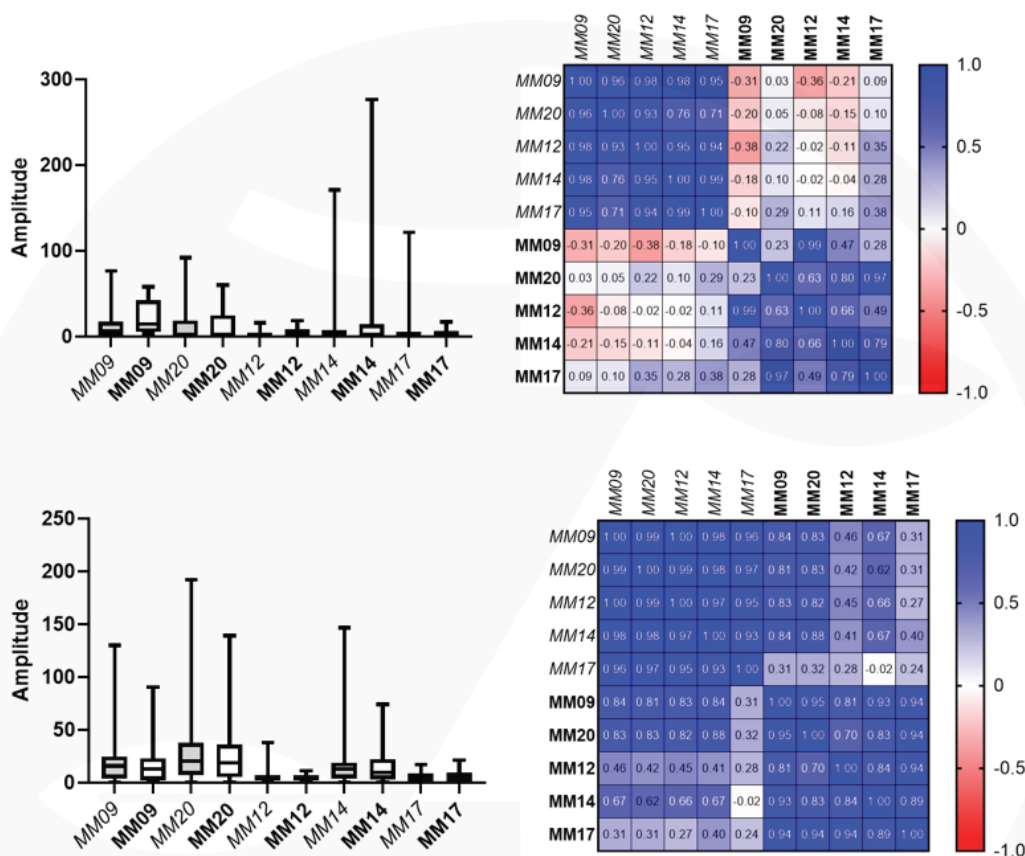 300
200
100
0
Amplitude
MM09 MM09 MM20 MM20 MM12 MM12 MM14 MM14 MM17 MM17
MM09 MM20 MM12 MM14 MM17 MM09 MM20 MM12 MM14 MM17
MM09 1.00 0.96 0.98 0.98 0.95 -0.31 0.03 -0.36 -0.21 0.09
MM20 0.96 1.00 0.93 0.76 0.71 -0.20 0.05 -0.08 -0.15 0.10
MM12 0.98 0.93 1.00 0.95 0.94 -0.38 0.22 -0.02 -0.11 0.35
MM14 0.98 0.76 0.95 1.00 0.99 -0.18 0.10 -0.02 -0.04 0.28
MM17 0.95 0.71 0.94 0.99 1.00 -0.10 0.29 0.11 0.16 0.38
MM09 -0.31 -0.20 -0.38 -0.18 -0.10 1.00 0.23 0.99 0.47 0.28
MM20 0.03 0.05 0.22 0.10 0.29 0.23 1.00 0.63 0.80 0.97
MM12 -0.36 -0.08 -0.02 -0.02 0.11 0.99 0.63 1.00 0.66 0.49
MM14 -0.21 -0.15 -0.11 -0.04 0.16 0.47 0.80 0.66 1.00 0.79
MM17 0.09 0.10 0.35 0.28 0.38 0.28 0.97 0.49 0.79 1.00
1.0
0.5
0
-0.5
-1.0
250
200
150
100
50
0
Amplitude
MM09 MM09 MM20 MM20 MM12 MM12 MM14 MM14 MM17 MM17
MM09 MM20 MM12 MM14 MM17 MM09 MM20 MM12 MM14 MM17
MM09 1.00 0.99 1.00 0.98 0.96 0.84 0.83 0.46 0.67 0.31
MM20 0.99 1.00 0.99 0.98 0.97 0.81 0.83 0.42 0.62 0.31
MM12 1.00 0.99 1.00 0.97 0.95 0.83 0.82 0.45 0.66 0.27
MM14 0.98 0.98 0.97 1.00 0.93 0.84 0.88 0.41 0.67 0.40
MM17 0.96 0.97 0.95 0.93 1.00 0.31 0.32 0.28 -0.02 0.24
MM09 0.84 0.81 0.83 0.84 0.31 1.00 0.95 0.81 0.93 0.94
MM20 0.83 0.83 0.82 0.88 0.32 0.95 1.00 0.70 0.83 0.94
MM12 0.46 0.42 0.45 0.41 0.28 0.81 0.70 1.00 0.84 0.94
MM14 0.67 0.62 0.66 0.67 -0.02 0.93 0.83 0.84 1.00 0.89
MM17 0.31 0.31 0.27 0.40 0.24 0.94 0.94 0.94 0.89 1.00
1.0
0.5
0
-0.5
-1.0